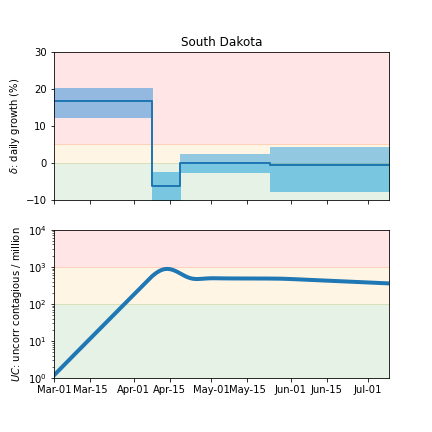 South Dakota
δ: daily growth (%)
30
20
10
0
−10
UC: uncorr contagious / million
10⁴
10³
10²
10¹
10⁰
Mar-01 Mar-15 Apr-01 Apr-15 May-01 May-15 Jun-01 Jun-15 Jul-01